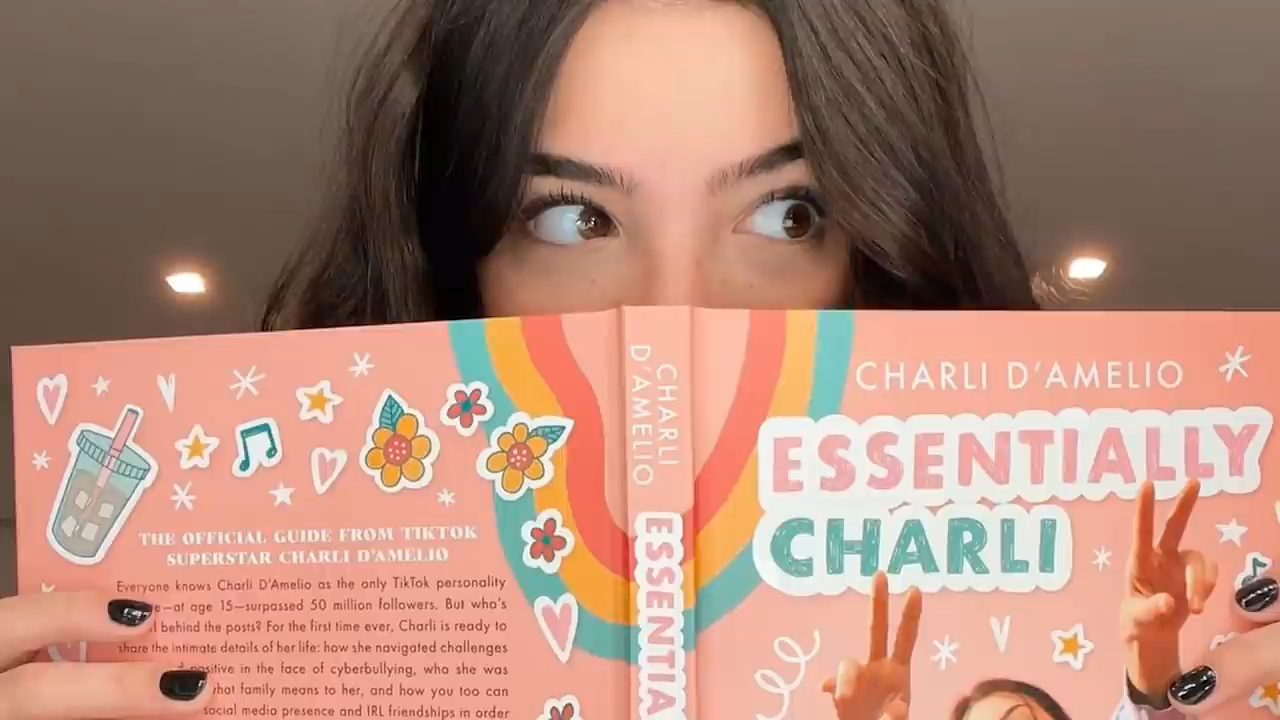 THE OFFICIAL GUIDE FROM TIKTOK
SUPERSTAR CHARLI D'AMELIO
Everyone knows Charli D'Amelio as the only TikTok personality
—at age 15—surpassed 50 million followers. But who's
behind the posts? For the first time ever, Charli is ready to
share the intimate details of her life: how she navigated challenges
positive in the face of cyberbullying, who she was
what family means to her, and how you too can
social media presence and IRL friendships in order
CHARLI
D'AMELIO
ESSENTIA
CHARLI D'AMELIO
ESSENTIALLY
CHARLI